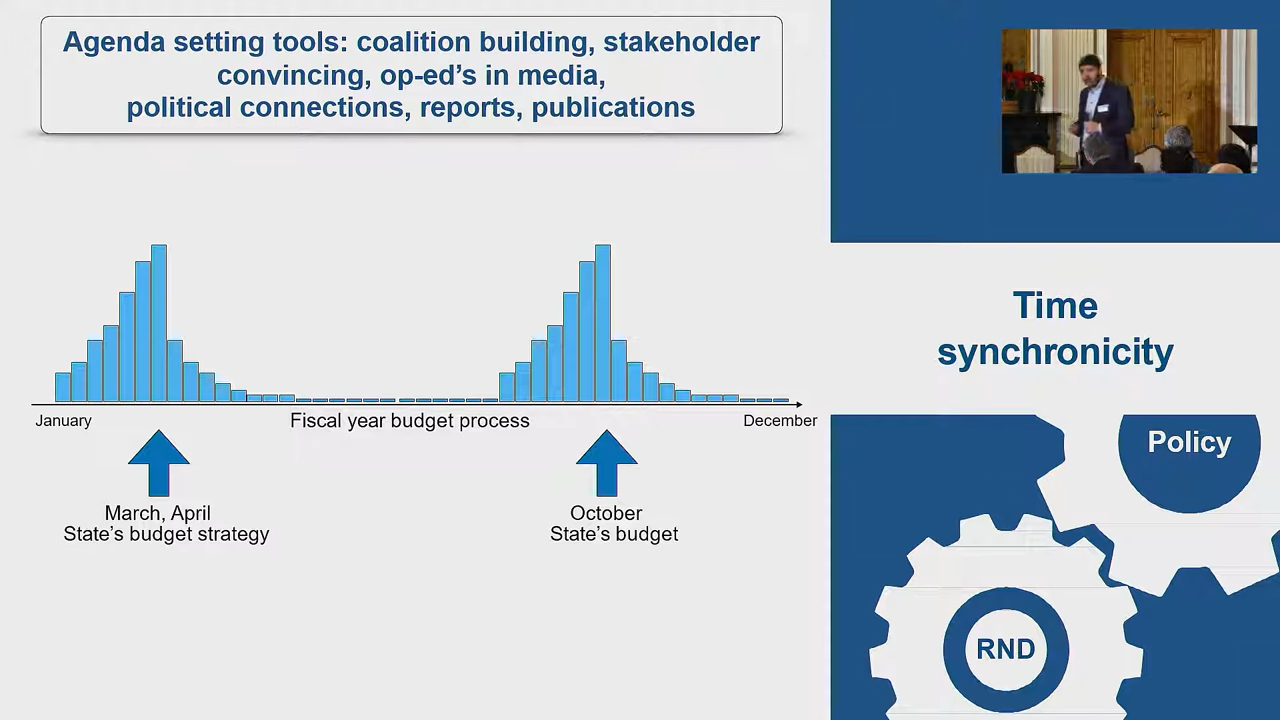 Agenda setting tools: coalition building, stakeholder
convincing, op-ed's in media,
political connections, reports, publications
Time
synchronicity
January
Fiscal year budget process
December
March, April
State's budget strategy
October
State's budget
Policy
RND